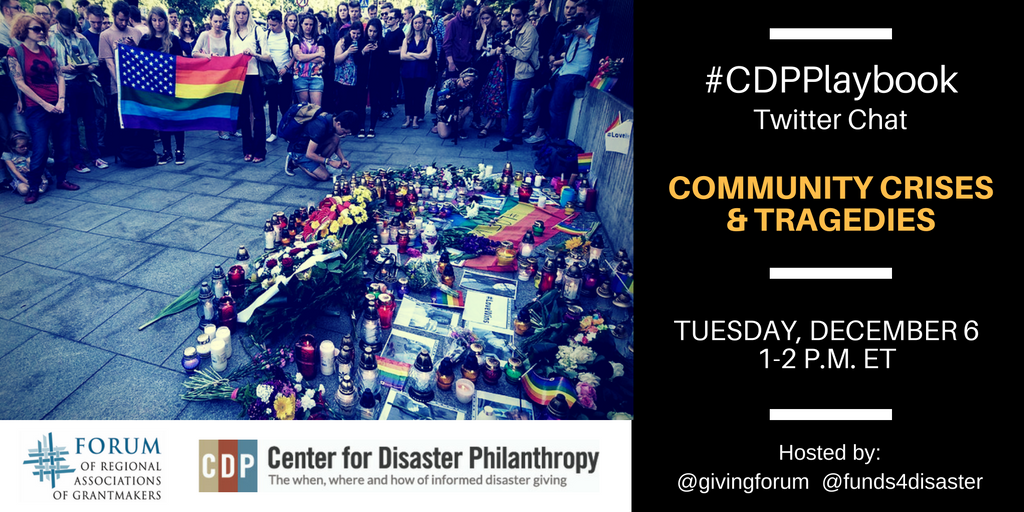 #CDPPlaybook
Twitter Chat
COMMUNITY CRISES
& TRAGEDIES
TUESDAY, DECEMBER 6
1-2 P.M. ET
Hosted by:
@givingforum @funds4disaster
FORUM
OF REGIONAL
ASSOCIATIONS
OF GRANTMAKERS
CDP
Center for Disaster Philanthropy
The when, where and how of informed disaster giving